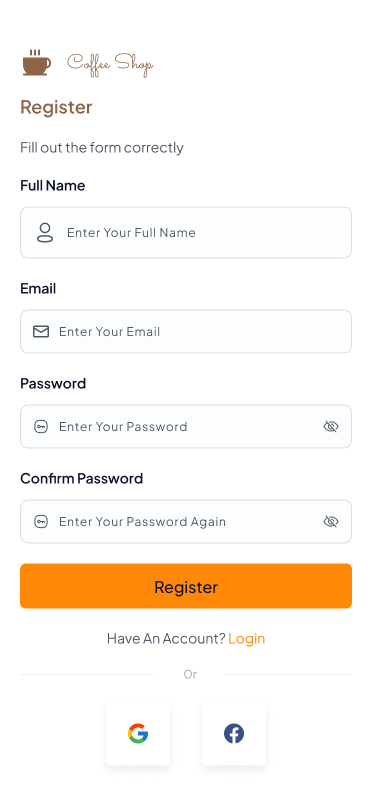 Coffee Shop
Register
Fill out the form correctly
Full Name
Enter Your Full Name
Email
Enter Your Email
Password
Enter Your Password
Confirm Password
Enter Your Password Again
Register
Have An Account? Login
Or